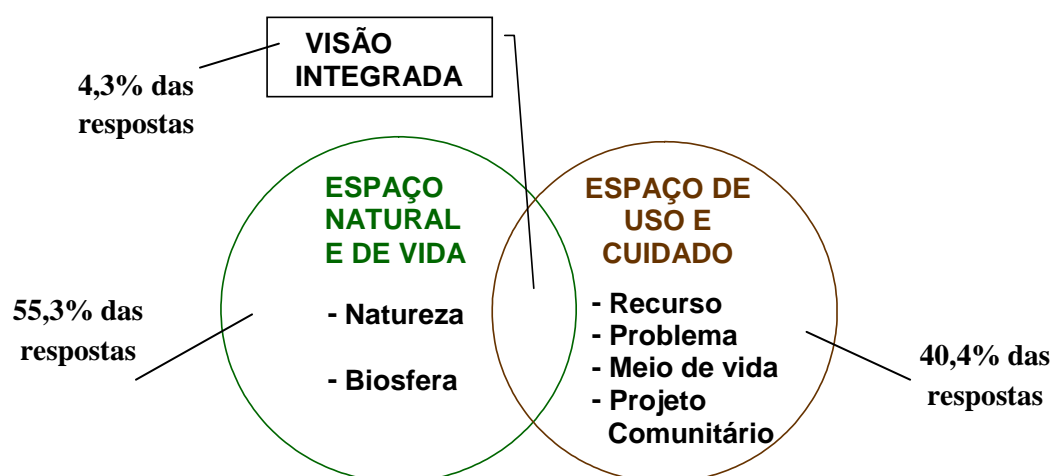 VISÃO
INTEGRADA
4,3% das
respostas
ESPAÇO
NATURAL
E DE VIDA
- Natureza
- Biosfera
55,3% das
respostas
ESPAÇO DE
USO E
CUIDADO
- Recurso
- Problema
- Meio de vida
- Projeto
Comunitário
40,4% das
respostas